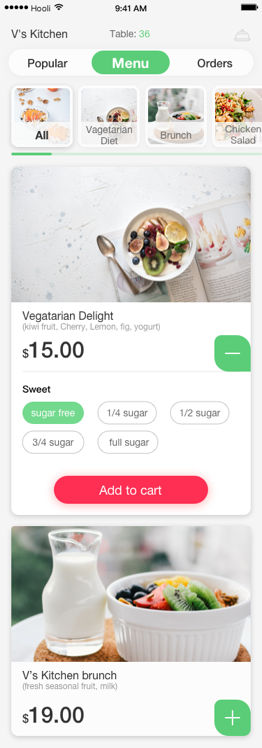 Hooli 9:41 AM
V's Kitchen Table: 36
Popular Menu Orders
All Vagetarian Diet Brunch Chicken Salad
Vegatarian Delight
(kiwi fruit, Cherry, Lemon, fig, yogurt)
$15.00
Sweet
sugar free 1/4 sugar 1/2 sugar
3/4 sugar full sugar
Add to cart
V's Kitchen brunch
(fresh seasonal fruit, milk)
$19.00